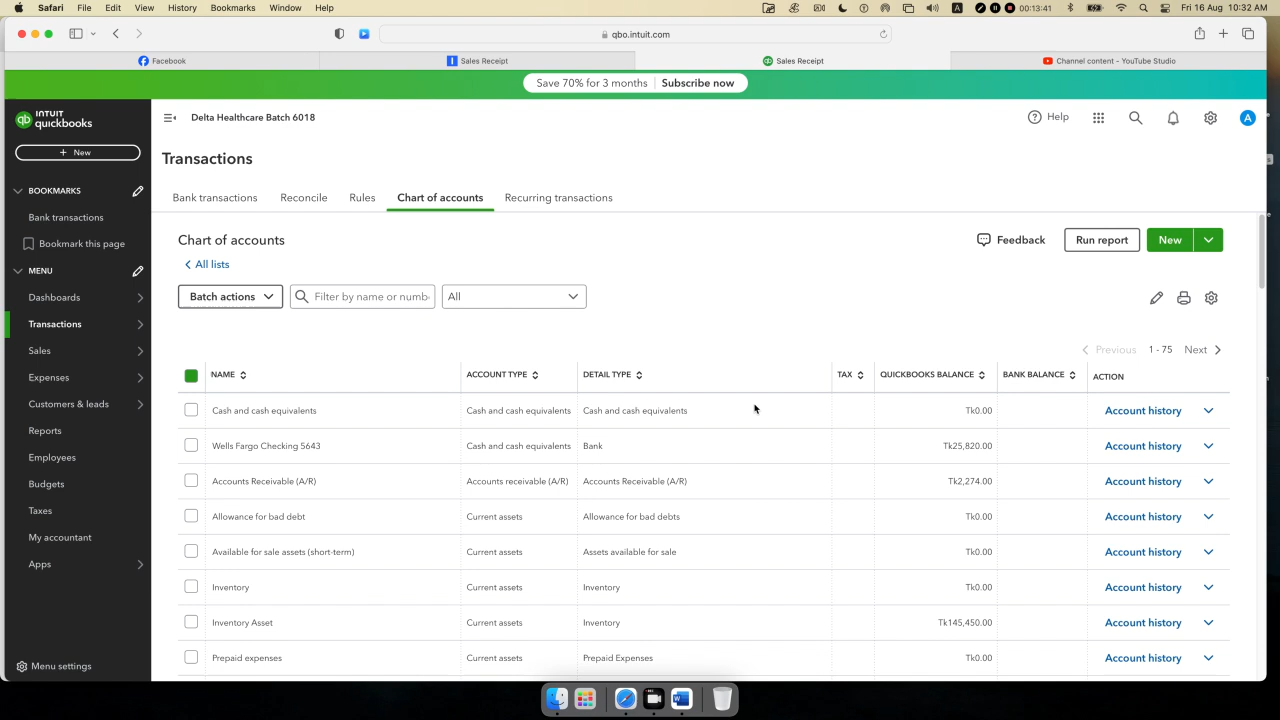 Safari File Edit View History Bookmarks Window Help 00:13:41 A Fri 16 Aug 10:32 AM
qbo.intuit.com
Facebook Sales Receipt Sales Receipt Channel content - YouTube Studio
Save 70% for 3 months Subscribe now
INTUIT
quickbooks
Delta Healthcare Batch 6018 Help A
+ New
Transactions
BOOKMARKS
Bank transactions
Bookmark this page
MENU
Dashboards
Transactions
Sales
Expenses
Customers & leads
Reports
Employees
Budgets
Taxes
My accountant
Apps
Menu settings
Bank transactions Reconcile Rules Chart of accounts Recurring transactions
Chart of accounts Feedback Run report New
All lists
Batch actions Filter by name or numb All
Previous 1 - 75 Next
NAME ACCOUNT TYPE DETAIL TYPE TAX QUICKBOOKS BALANCE BANK BALANCE ACTION
Cash and cash equivalents Cash and cash equivalents Cash and cash equivalents Tk0.00 Account history
Wells Fargo Checking 5643 Cash and cash equivalents Bank Tk25,820.00 Account history
Accounts Receivable (A/R) Accounts receivable (A/R) Accounts Receivable (A/R) Tk2,274.00 Account history
Allowance for bad debt Current assets Allowance for bad debts Tk0.00 Account history
Available for sale assets (short-term) Current assets Assets available for sale Tk0.00 Account history
Inventory Current assets Inventory Tk0.00 Account history
Inventory Asset Current assets Inventory Tk145,450.00 Account history
Prepaid expenses Current assets Prepaid Expenses Tk0.00 Account history